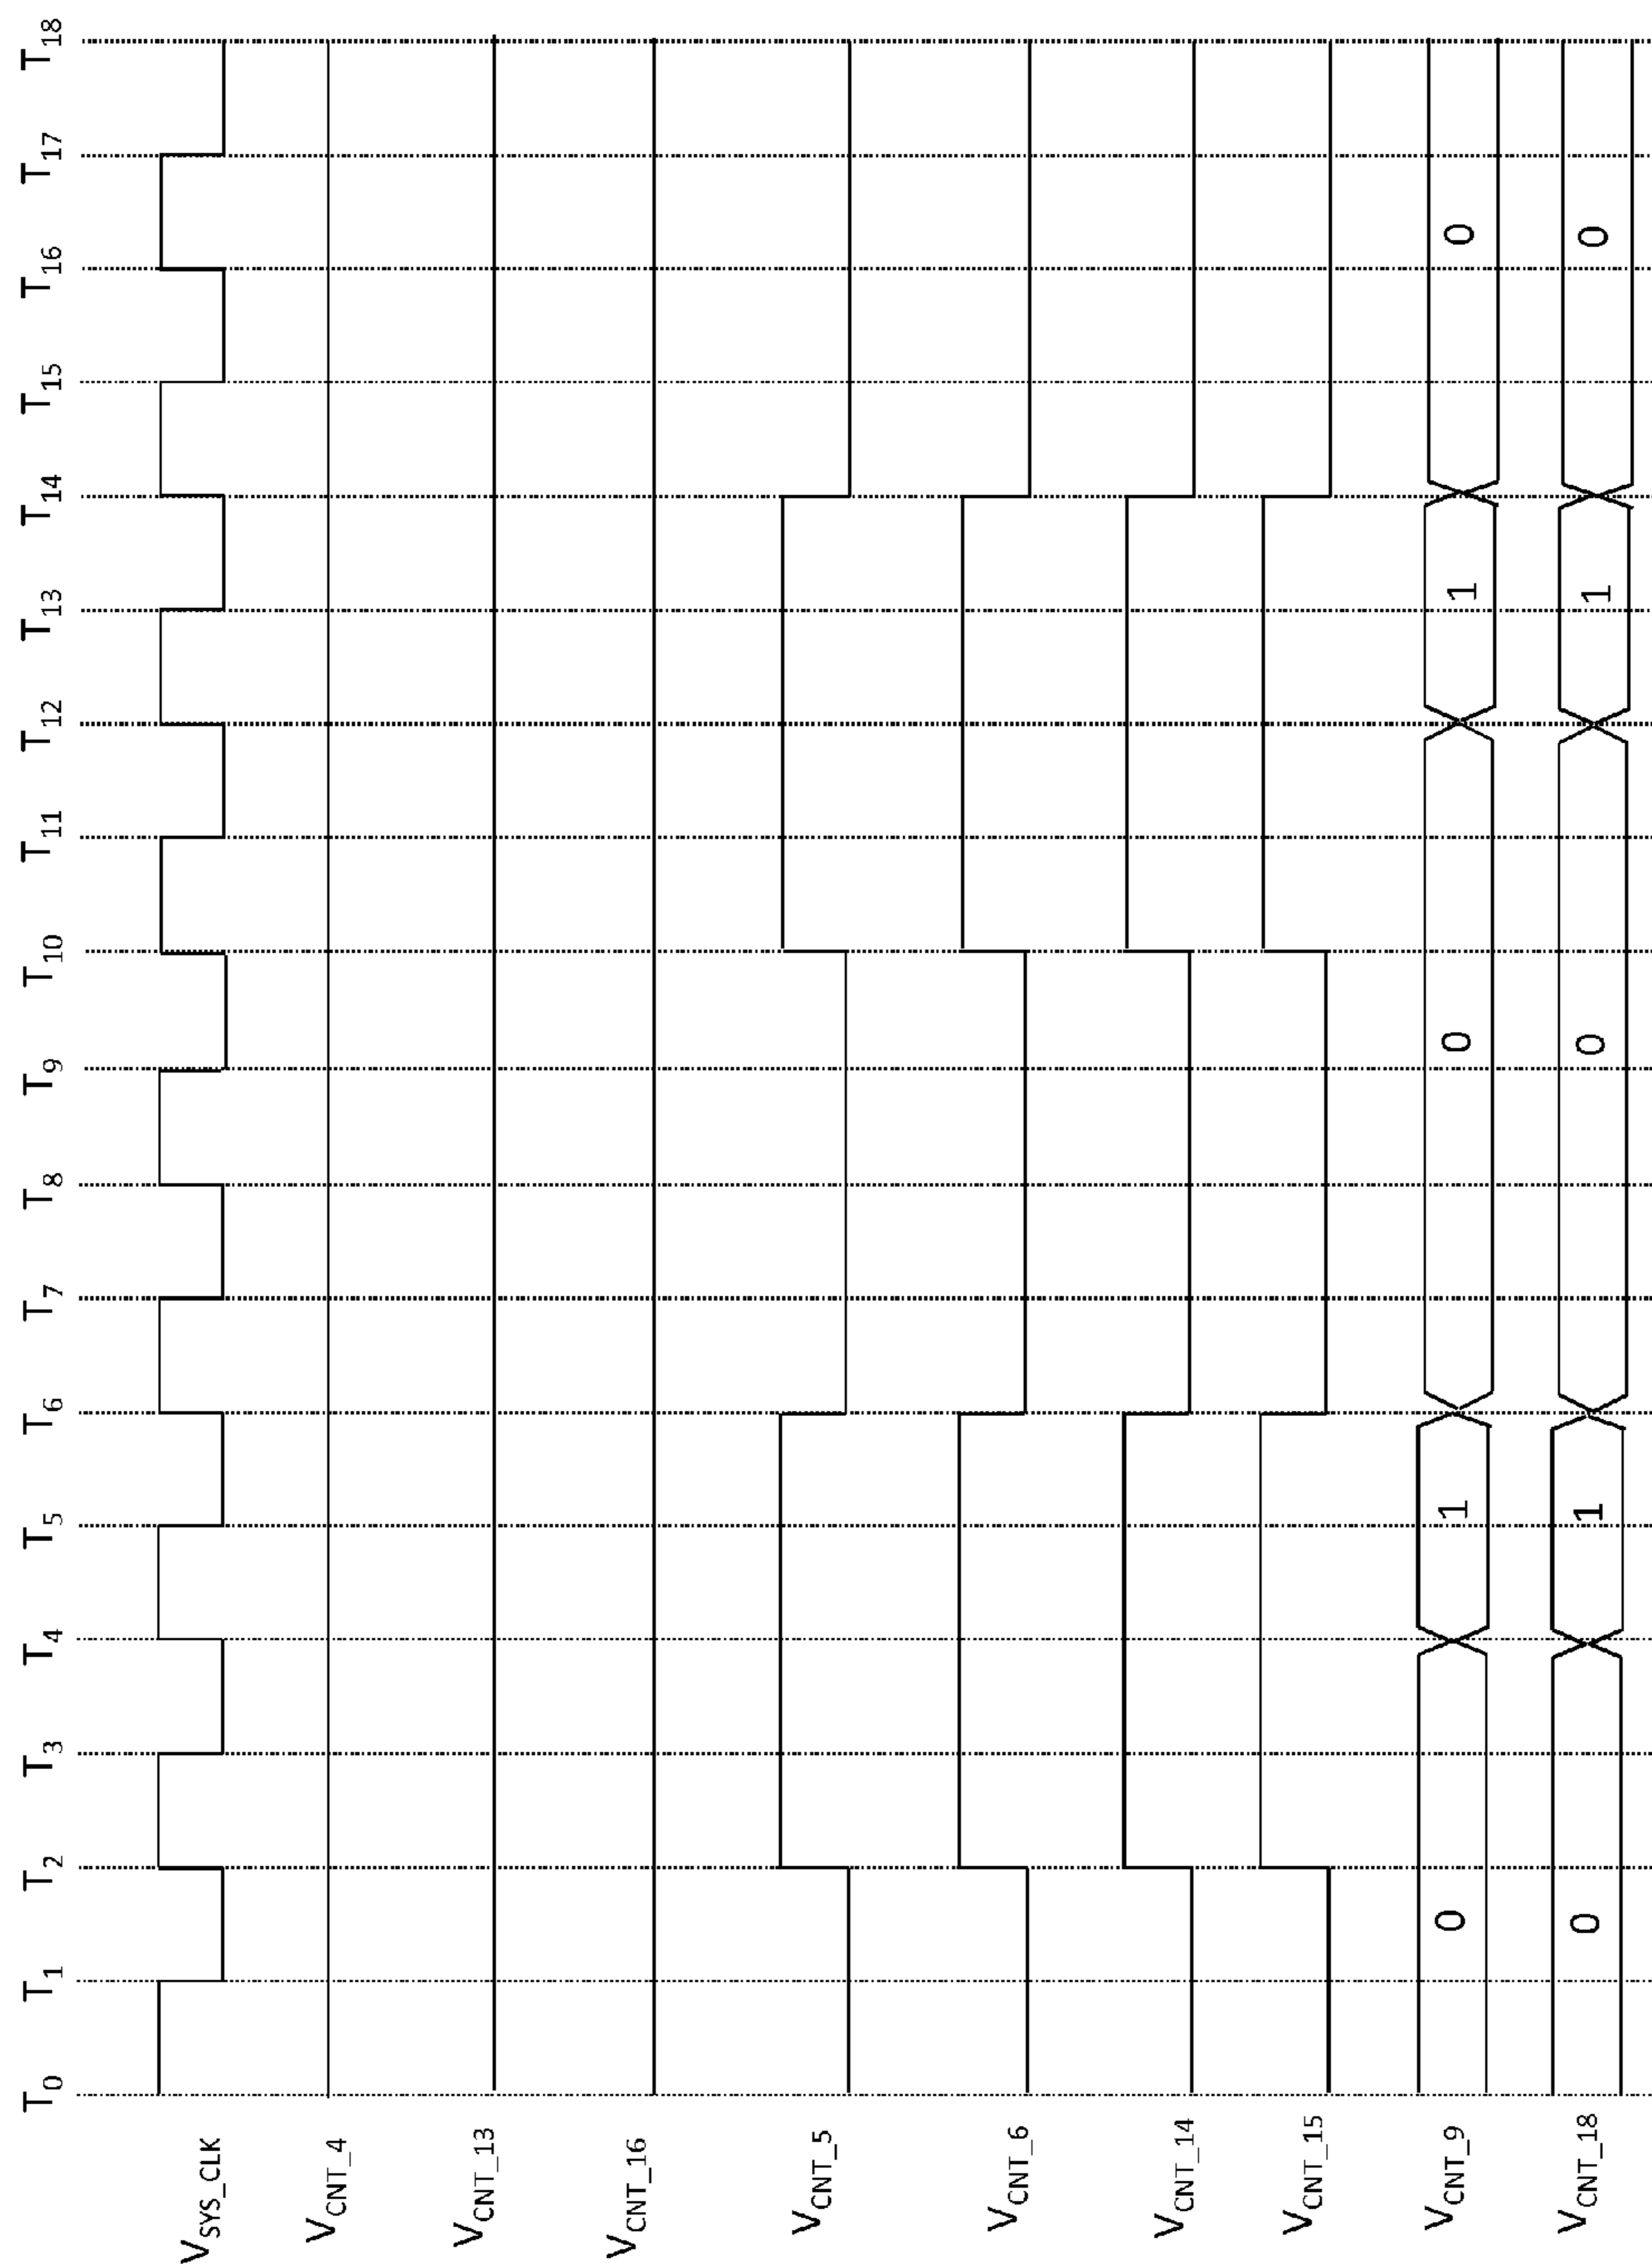 T0 T1 T2 T3 T4 T5 T6 T7 T8 T9 T10 T11 T12 T13 T14 T15 T16 T17 T18
VSYS_CLK
VCNT_4
VCNT_13
VCNT_16
VCNT_5
VCNT_6
VCNT_14
VCNT_15
VCNT_9 0 1 0 1 0
VCNT_18 0 1 0 1 0